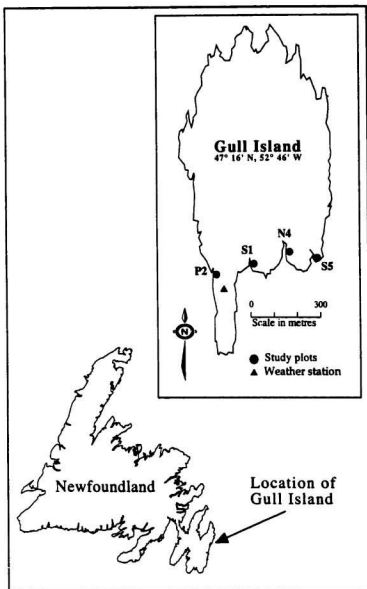 Gull Island
47° 16' N, 52° 46' W
N4
S1
S5
P2
0 300
Scale in metres
N
Study plots
Weather station
Newfoundland
Location of
Gull Island